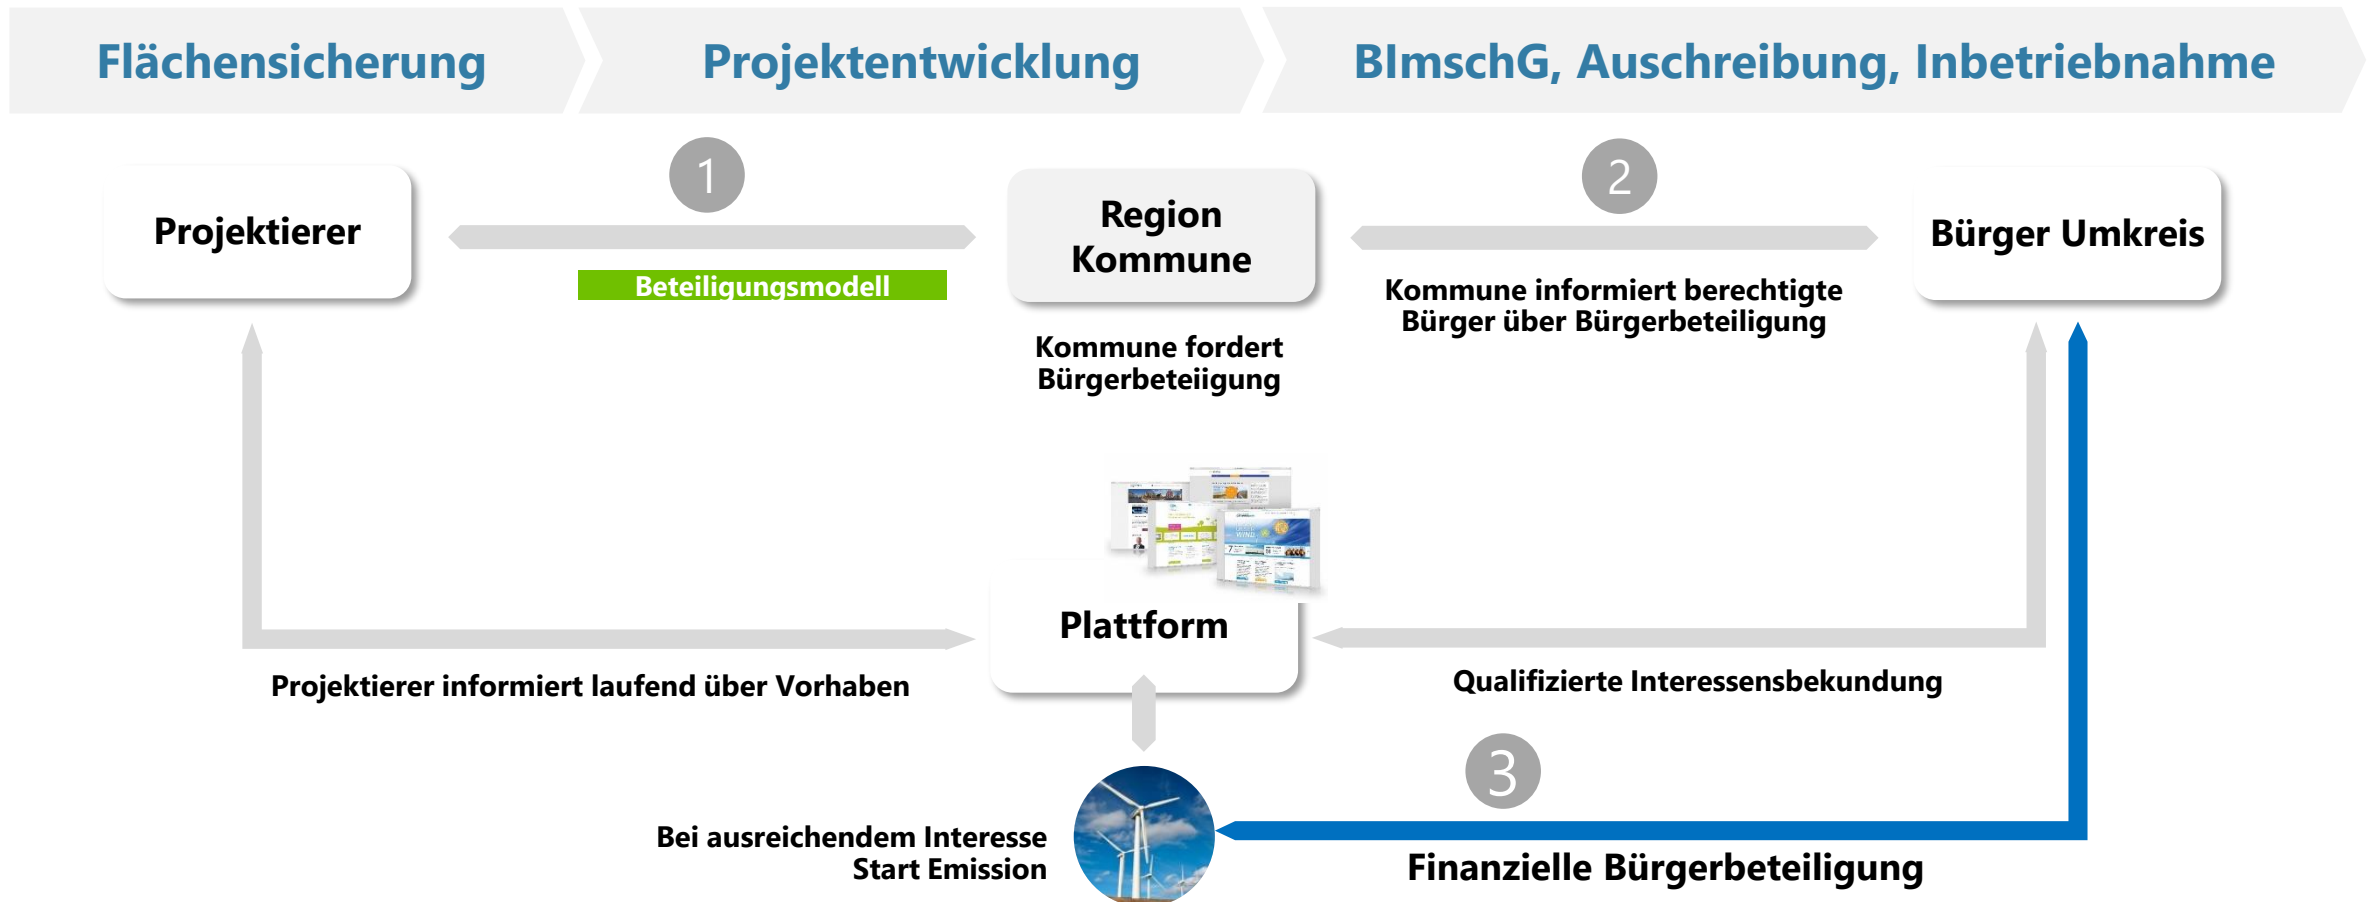 Flächensicherung
Projektentwicklung
BImschG, Auschreibung, Inbetriebnahme
1
2
Projektierer
Region
Kommune
Bürger Umkreis
Beteiligungsmodell
Kommune informiert berechtigte
Bürger über Bürgerbeteiligung
Kommune fordert
Bürgerbeteiigung
Plattform
Projektierer informiert laufend über Vorhaben
Qualifizierte Interessensbekundung
3
Bei ausreichendem Interesse
Start Emission
Finanzielle Bürgerbeteiligung